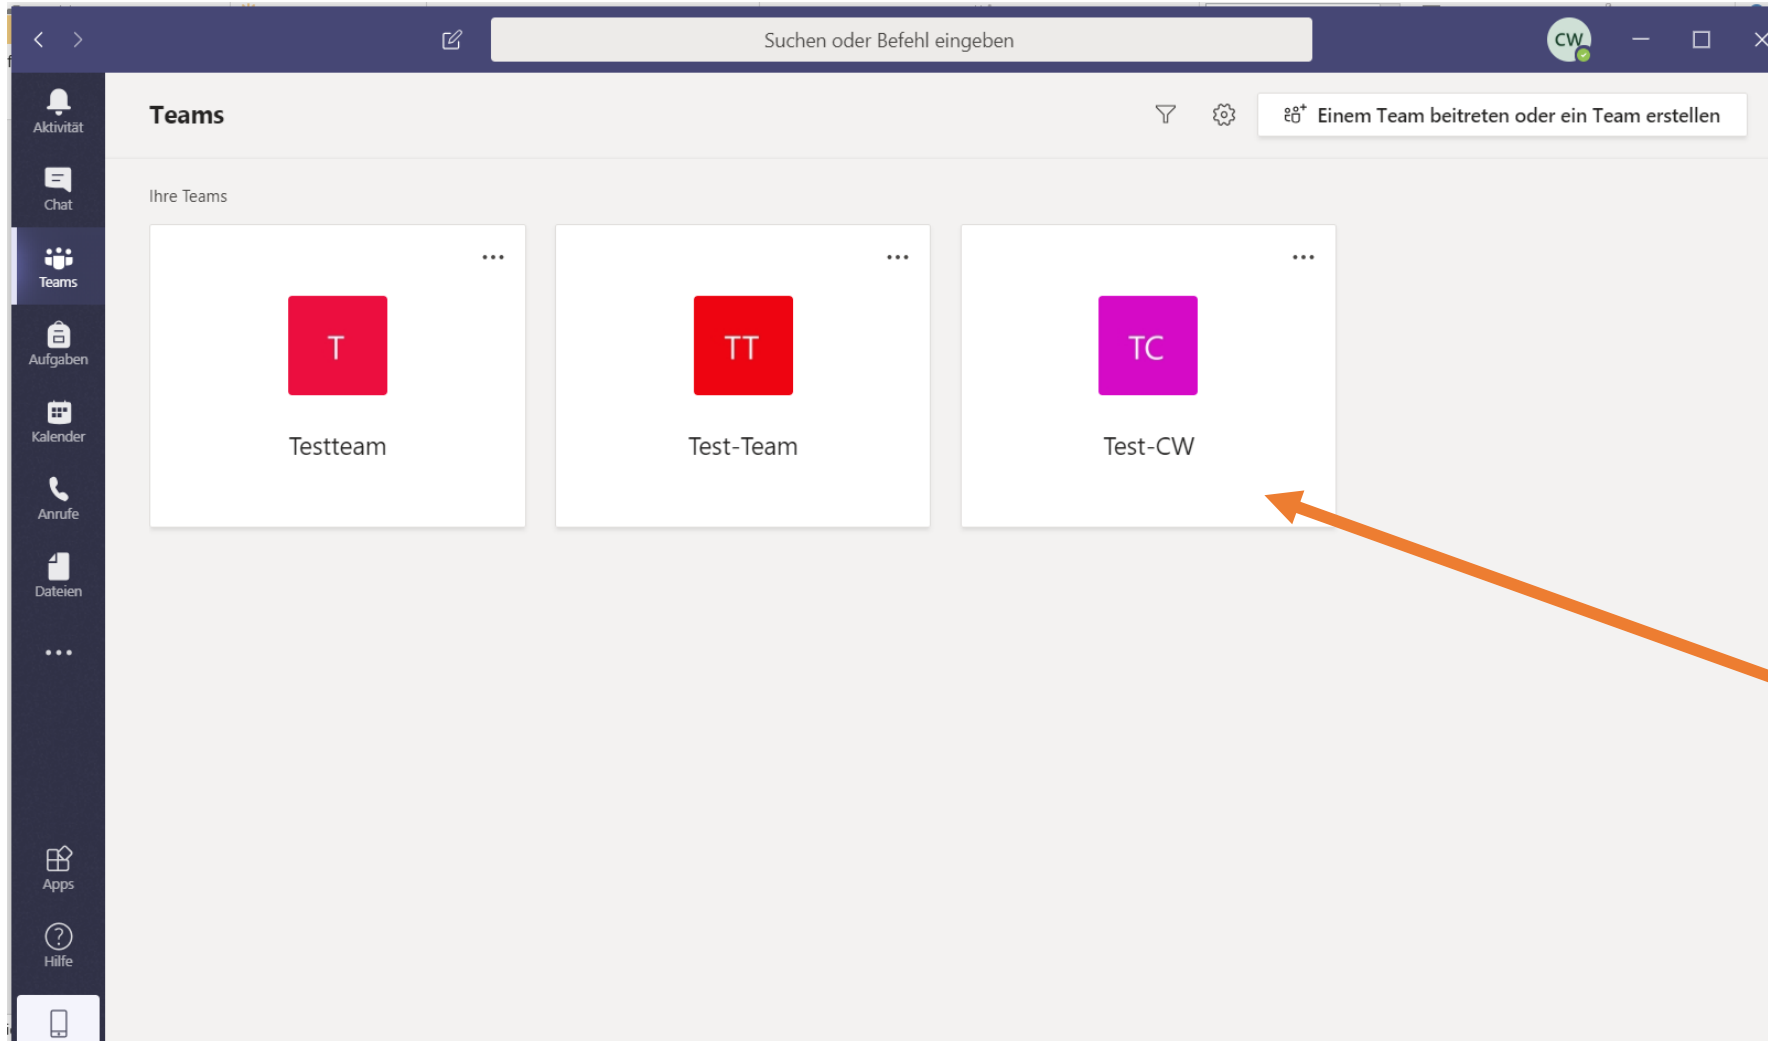 Suchen oder Befehl eingeben
CW
Aktivität
Chat
Teams
Aufgaben
Kalender
Anrufe
Dateien
Apps
Hilfe
Teams
Einem Team beitreten oder ein Team erstellen
Ihre Teams
T
Testteam
TT
Test-Team
TC
Test-CW